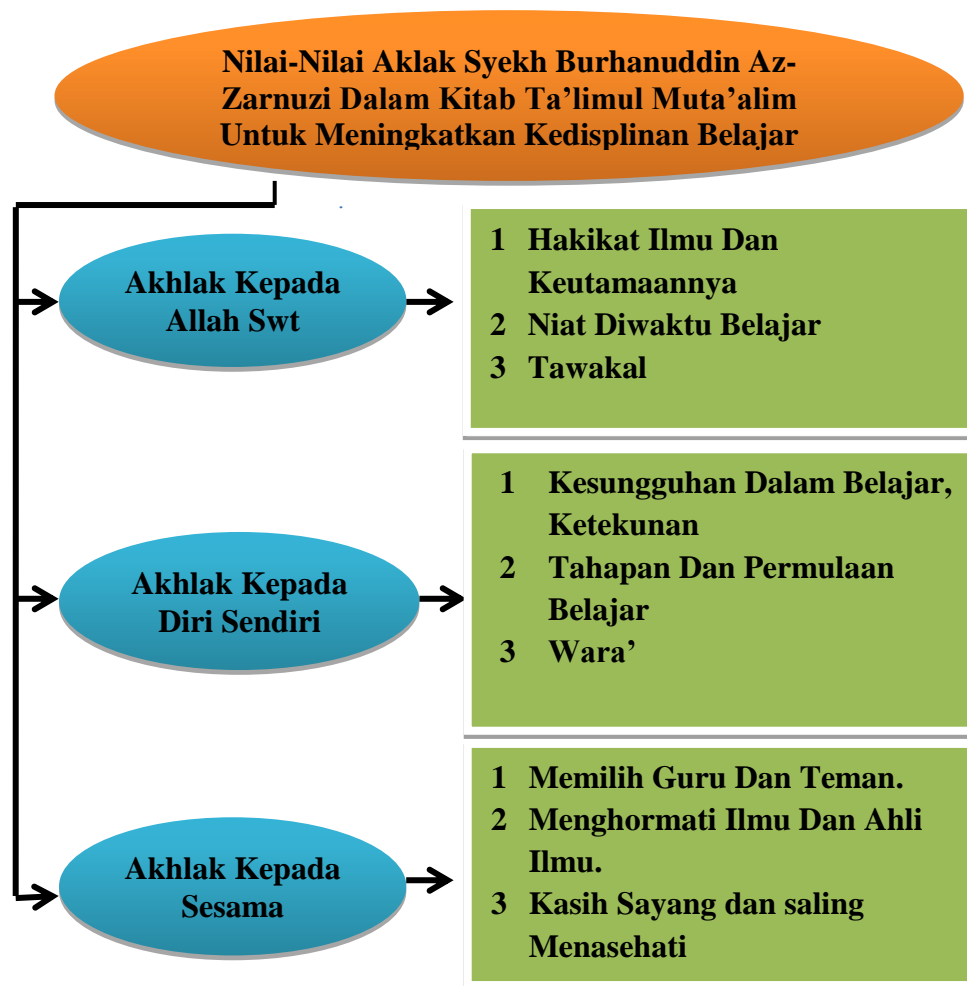 Nilai-Nilai Aklak Syekh Burhanuddin Az-
Zarnuzi Dalam Kitab Ta’limul Muta’alim
Untuk Meningkatkan Kedisplinan Belajar
Akhlak Kepada
Allah Swt
1 Hakikat Ilmu Dan
Keutamaannya
2 Niat Diwaktu Belajar
3 Tawakal
Akhlak Kepada
Diri Sendiri
1 Kesungguhan Dalam Belajar,
Ketekunan
2 Tahapan Dan Permulaan
Belajar
3 Wara’
Akhlak Kepada
Sesama
1 Memilih Guru Dan Teman.
2 Menghormati Ilmu Dan Ahli
Ilmu.
3 Kasih Sayang dan saling
Menasehati